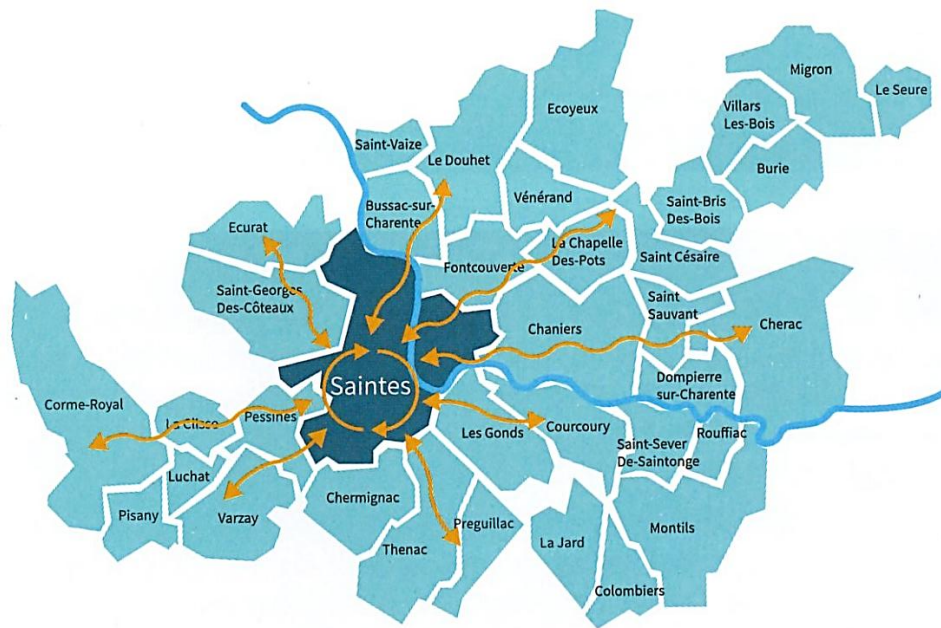 Migron
Le Seure
Ecoyeux
Villars
Les-Bois
Saint-Vaize
Le Douhet
Burie
Vénérand
Bussac-sur-
Charente
Saint-Bris
Des-Bois
Ecurat
La Chapelle
Des-Pots
Fontcouverte
Saint Césaire
Saint-Georges
Des-Côteaux
Saint
Sauvant
Chaniers
Cherac
Saintes
Dompierre
sur-Charente
Corme-Royal
La Clisse
Pessines
Les Gonds
Courcoury
Rouffiac
Saint-Sever
De-Saintonge
Luchat
Chermignac
Pisany
Varzay
Preguillac
Montils
La Jard
Thenac
Colombiers